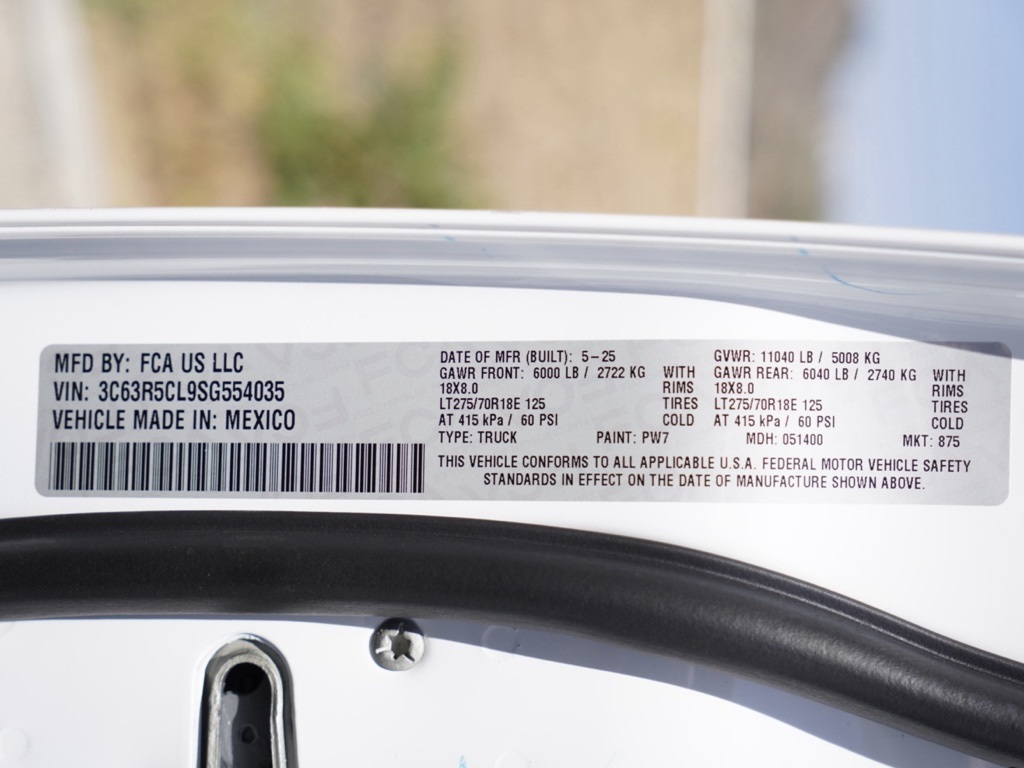 MFD BY: FCA US LLC
VIN: 3C63R5CL9SG554035
VEHICLE MADE IN: MEXICO
DATE OF MFR (BUILT): 5-25
GAWR FRONT: 6000 LB / 2722 KG WITH
18X8.0 RIMS
LT275/70R18E 125 TIRES
AT 415 kPa / 60 PSI COLD
GVWR: 11040 LB / 5008 KG
GAWR REAR: 6040 LB / 2740 KG WITH
18X8.0 RIMS
LT275/70R18E 125 TIRES
AT 415 kPa / 60 PSI COLD
TYPE: TRUCK PAINT: PW7 MDH: 051400 MKT: 875
THIS VEHICLE CONFORMS TO ALL APPLICABLE U.S.A. FEDERAL MOTOR VEHICLE SAFETY
STANDARDS IN EFFECT ON THE DATE OF MANUFACTURE SHOWN ABOVE.